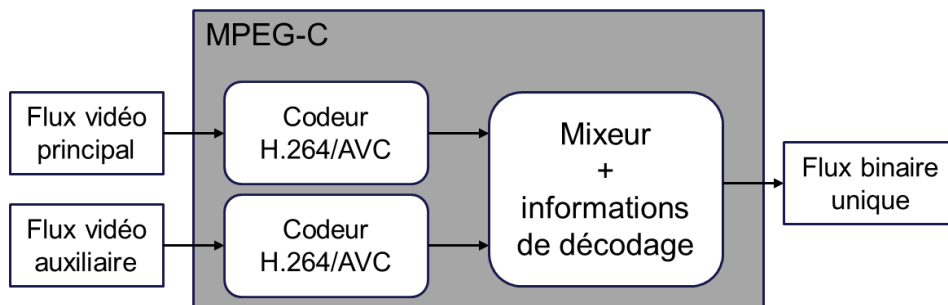 MPEG-C
Flux vidéo
principal
Codeur
H.264/AVC
Flux vidéo
auxiliaire
Codeur
H.264/AVC
Mixeur
+
informations
de décodage
Flux binaire
unique